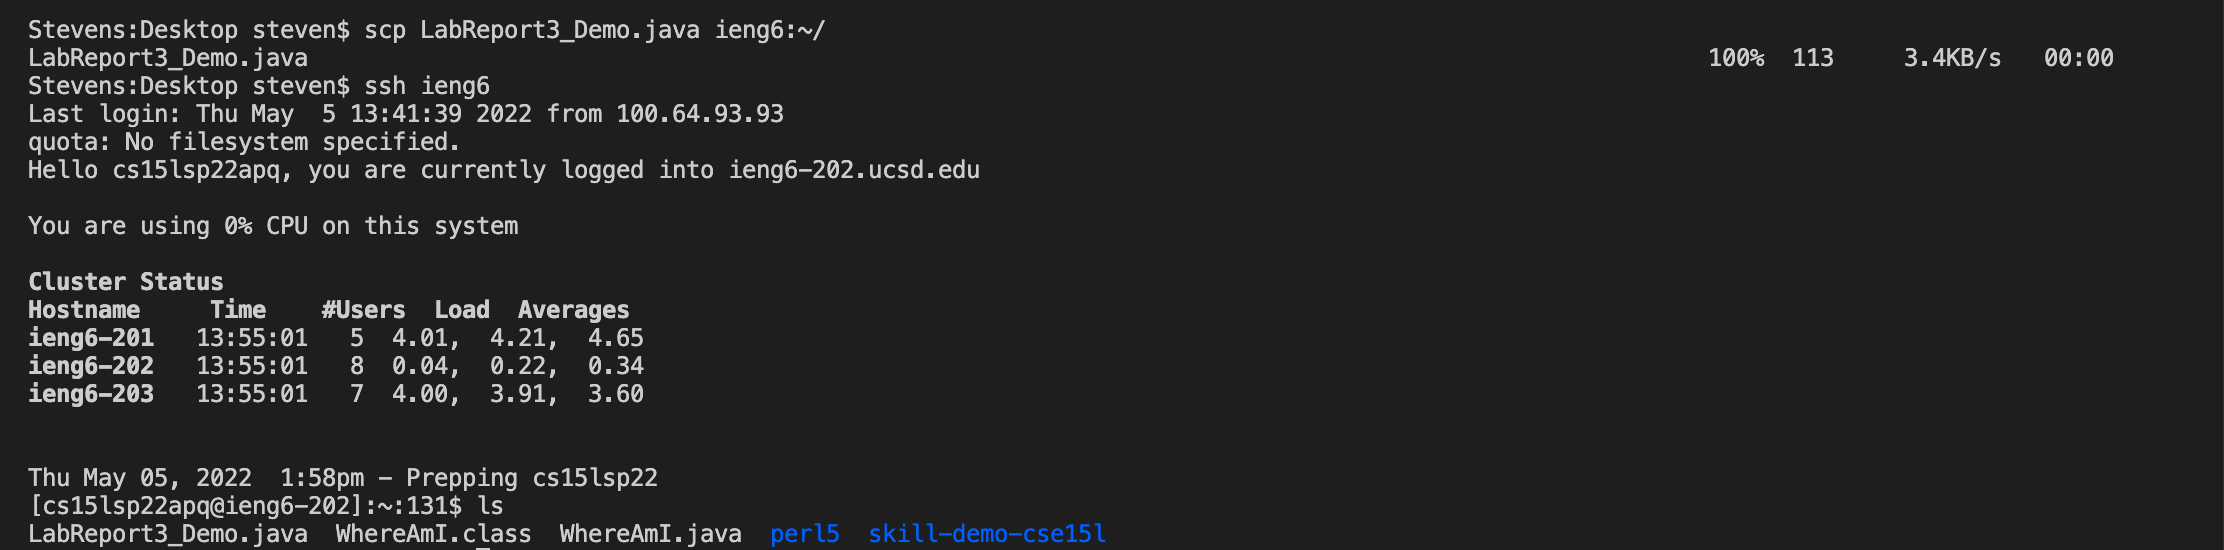 Stevens:Desktop steven$ scp LabReport3_Demo.java ieng6:~/
LabReport3_Demo.java 100% 113 3.4KB/s 00:00
Stevens:Desktop steven$ ssh ieng6
Last login: Thu May  5 13:41:39 2022 from 100.64.93.93
quota: No filesystem specified.
Hello cs15lsp22apq, you are currently logged into ieng6-202.ucsd.edu
You are using 0% CPU on this system
Cluster Status
Hostname     Time    #Users  Load  Averages
ieng6-201   13:55:01   5  4.01,  4.21,  4.65
ieng6-202   13:55:01   8  0.04,  0.22,  0.34
ieng6-203   13:55:01   7  4.00,  3.91,  3.60
Thu May 05, 2022  1:58pm - Prepping cs15lsp22
[cs15lsp22apq@ieng6-202]:~:131$ ls
LabReport3_Demo.java  WhereAmI.class  WhereAmI.java  perl5  skill-demo-cse15l